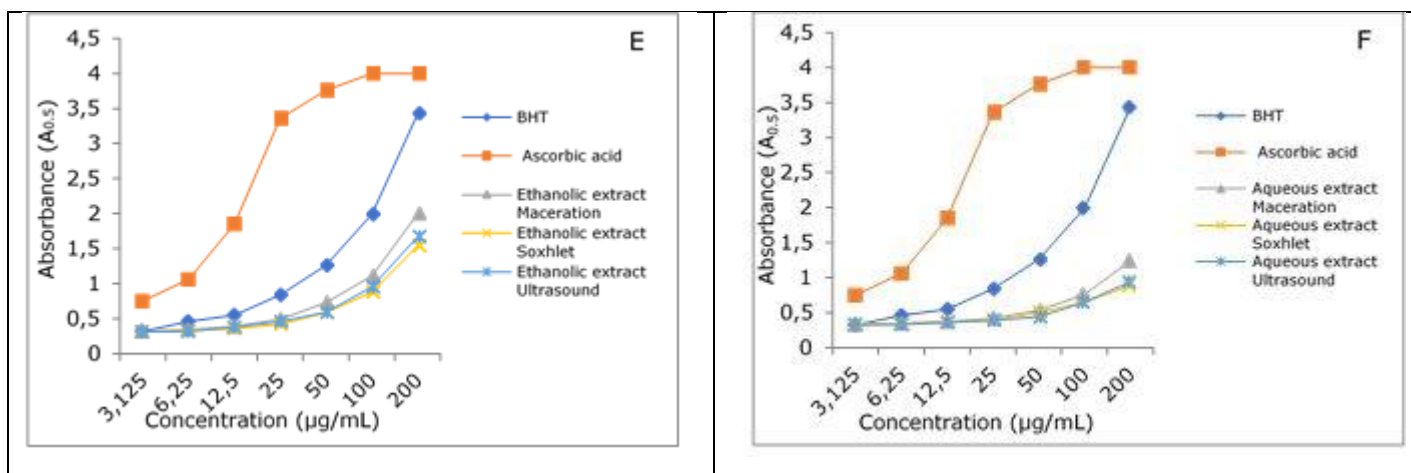 E
Absorbance (A0.5)
4,5
4
3,5
3
2,5
2
1,5
1
0,5
0
3,125
6,25
12,5
25
50
100
200
Concentration (µg/mL)
BHT
Ascorbic acid
Ethanolic extract
Maceration
Ethanolic extract
Soxhlet
Ethanolic extract
Ultrasound
F
Absorbance (A0.5)
4,5
4
3,5
3
2,5
2
1,5
1
0,5
0
3,125
6,25
12,5
25
50
100
200
Concentration (µg/mL)
BHT
Ascorbic acid
Aqueous extract
Maceration
Aqueous extract
Soxhlet
Aqueous extract
Ultrasound